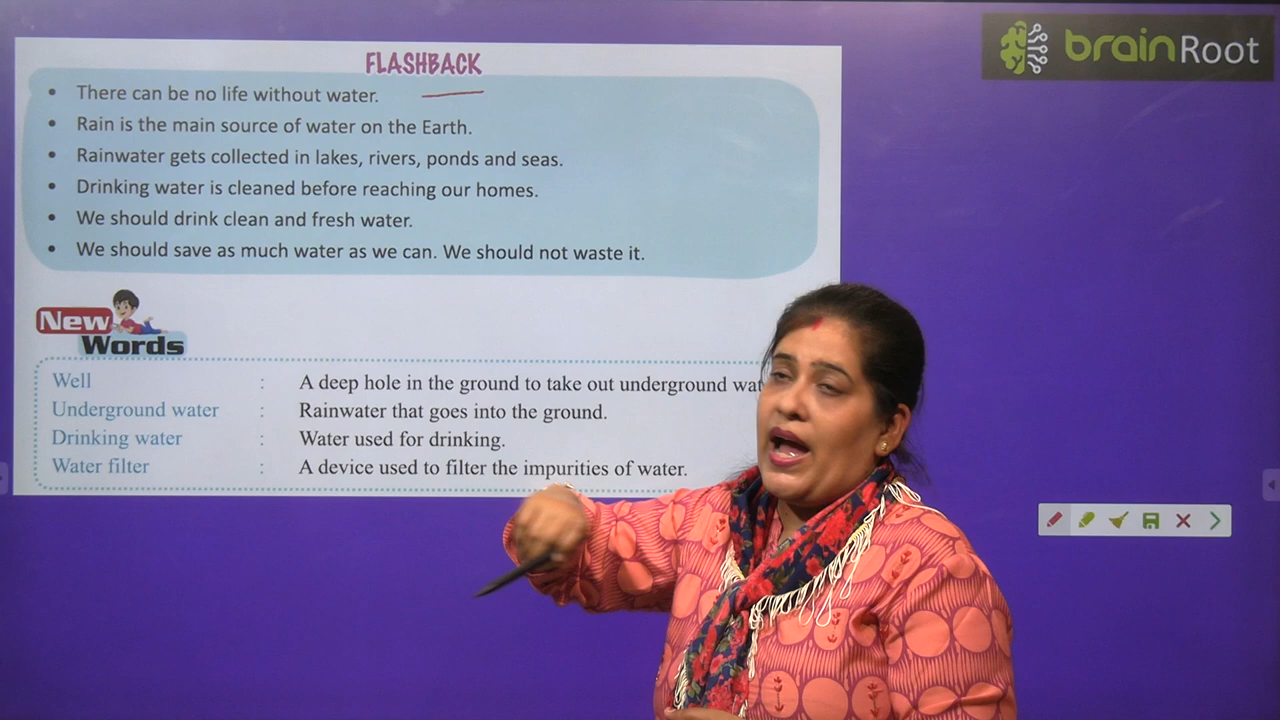 brainRoot
FLASHBACK
• There can be no life without water.
• Rain is the main source of water on the Earth.
• Rainwater gets collected in lakes, rivers, ponds and seas.
• Drinking water is cleaned before reaching our homes.
• We should drink clean and fresh water.
• We should save as much water as we can. We should not waste it.
New
Words
Well : A deep hole in the ground to take out underground
Underground water : Rainwater that goes into the ground.
Drinking water : Water used for drinking.
Water filter : A device used to filter the impurities of water.